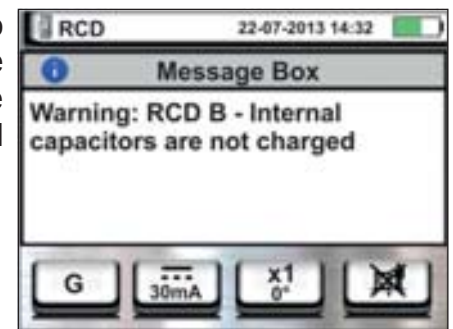 RCD 22-07-2013 14:32
Message Box
Warning: RCD B - Internal
capacitors are not charged
G 30mA x1 0°